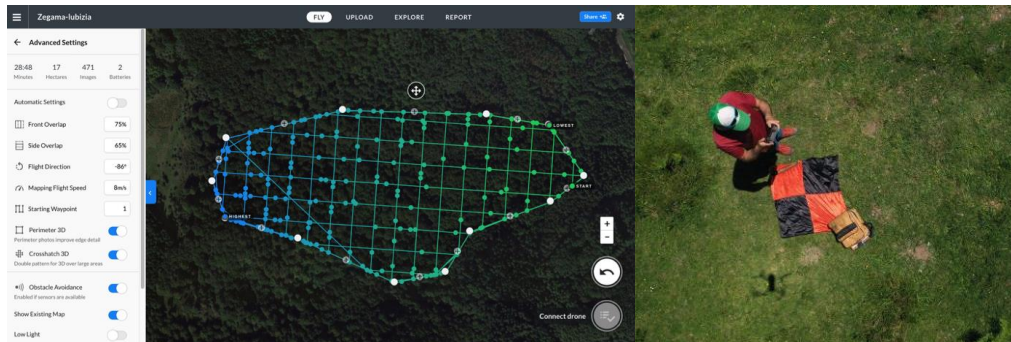 Zegama-lubizia
FLY UPLOAD EXPLORE REPORT
Share
Advanced Settings
28:48 17 471 2
Minutes Hectares Images Batteries
Automatic Settings
Front Overlap 75%
Side Overlap 65%
Flight Direction -86°
Mapping Flight Speed 8m/s
Starting Waypoint 1
Perimeter 3D
Perimeter photos improve edge detail
Crosshatch 3D
Double pattern for 3D over large areas
Obstacle Avoidance
Enabled if sensors are available
Show Existing Map
Low Light
LOWEST
START
HIGHEST
+
−
Connect drone